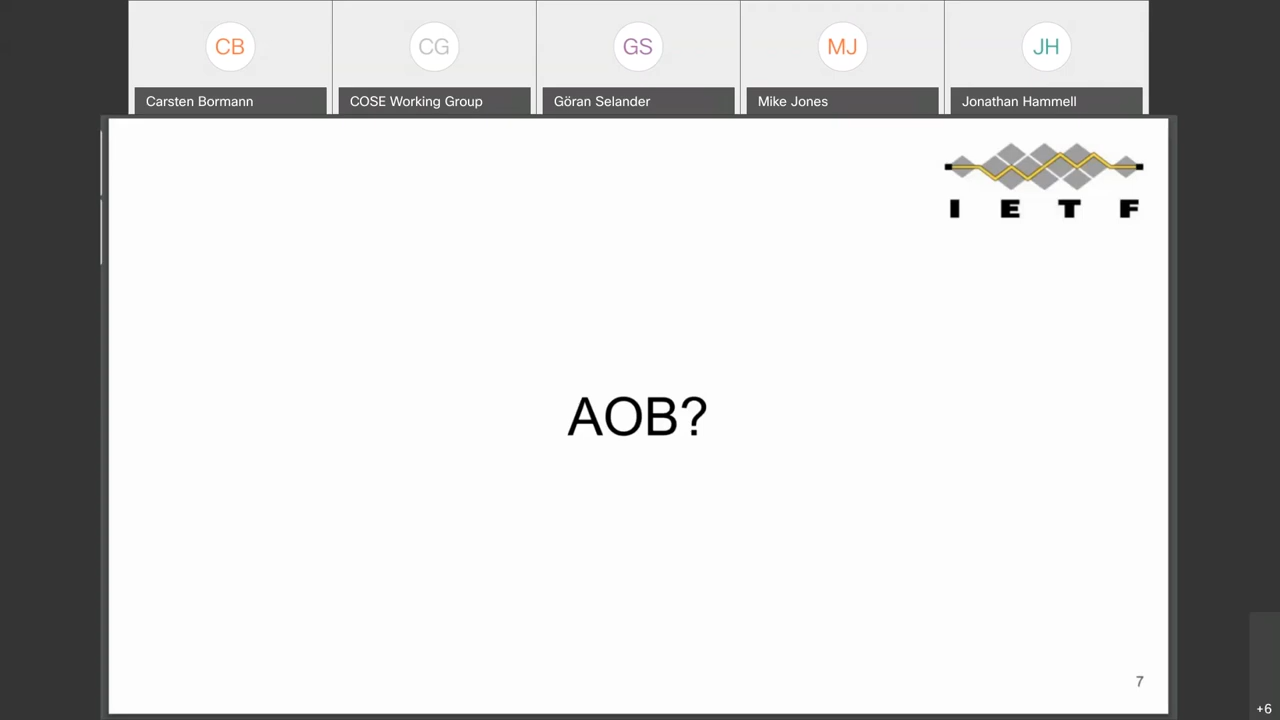 CB
CG
GS
MJ
JH
Carsten Bormann
COSE Working Group
Göran Selander
Mike Jones
Jonathan Hammell
I E T F
AOB?
7
+6